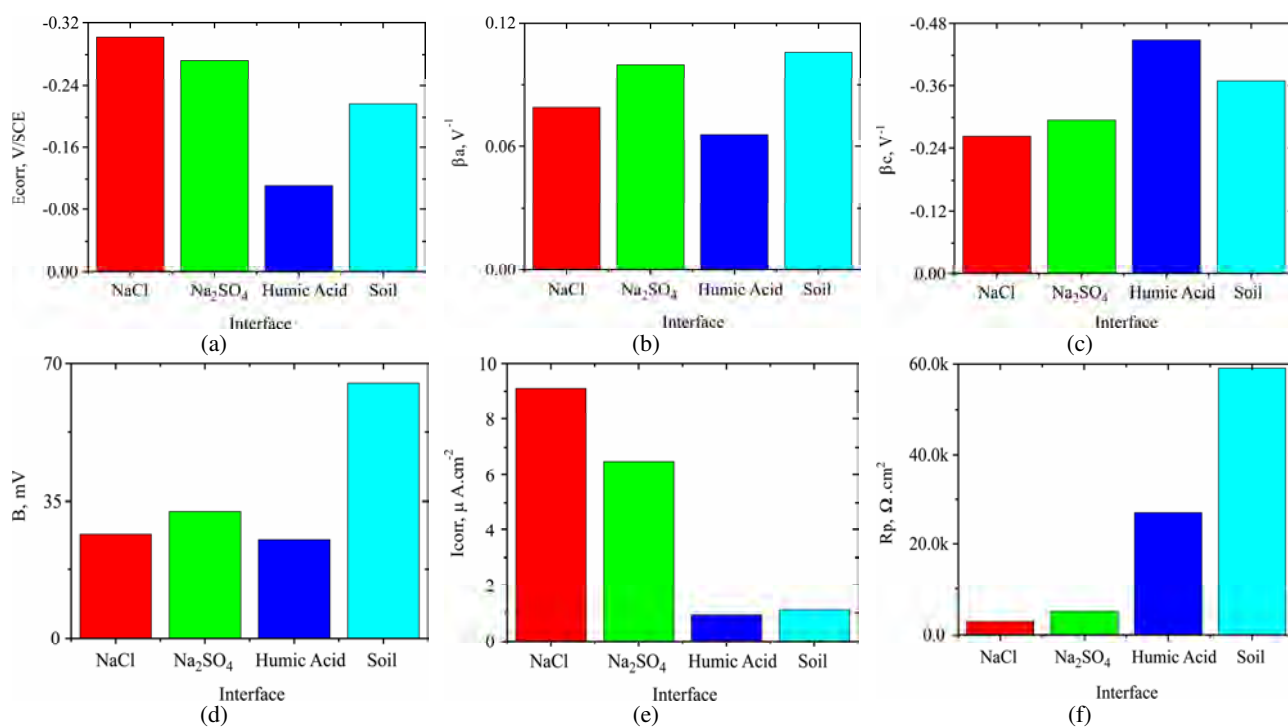 -0.32
-0.24
-0.16
-0.08
0.00
Ecorr, V/SCE
NaCl Na₂SO₄ Humic Acid Soil
Interface
(a)
0.12
0.06
0.00
βa, V⁻¹
NaCl Na₂SO₄ Humic Acid Soil
Interface
(b)
-0.48
-0.36
-0.24
-0.12
0.00
βc, V⁻¹
NaCl Na₂SO₄ Humic Acid Soil
Interface
(c)
70
35
0
B, mV
NaCl Na₂SO₄ Humic Acid Soil
Interface
(d)
10
8
6
4
2
0
Icorr, μ A.cm⁻²
NaCl Na₂SO₄ Humic Acid Soil
Interface
(e)
60.0k
40.0k
20.0k
0.0
Rp, Ω .cm²
NaCl Na₂SO₄ Humic Acid Soil
Interface
(f)